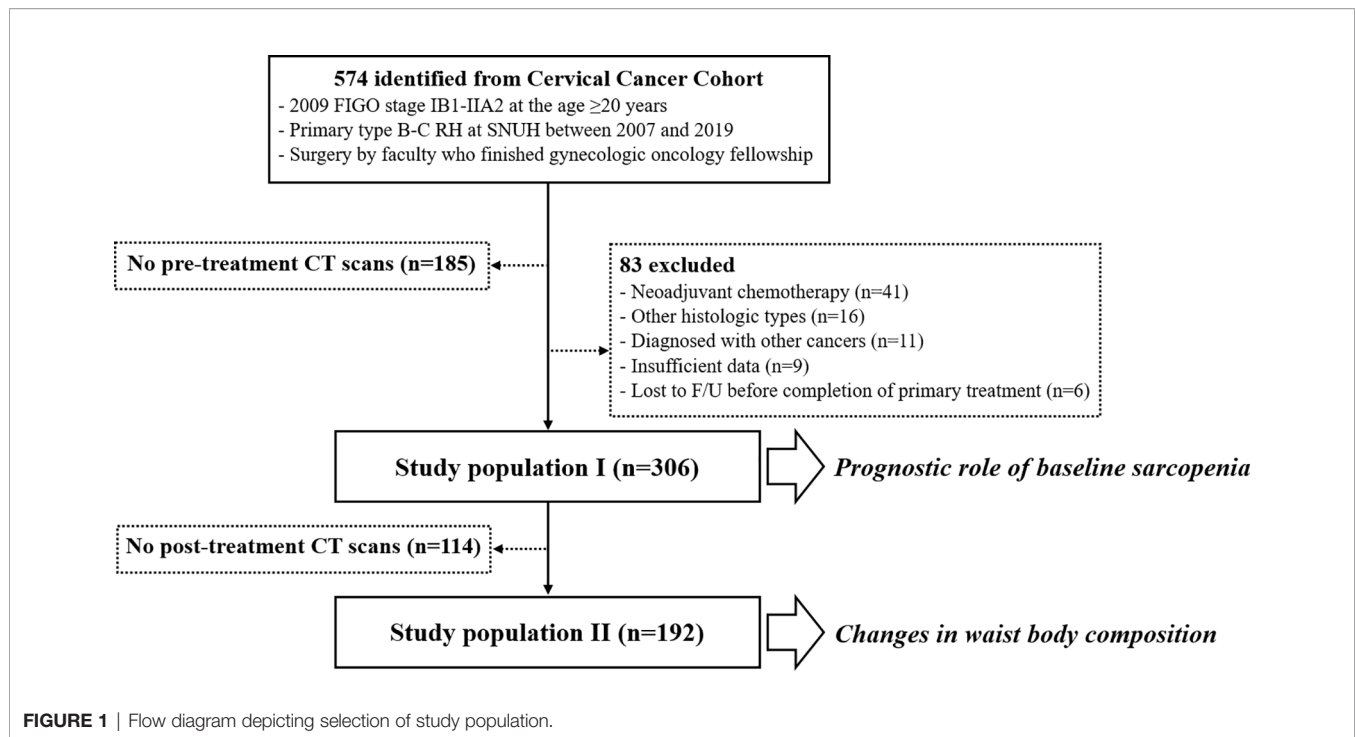 574 identified from Cervical Cancer Cohort
- 2009 FIGO stage IB1-IIA2 at the age ≥20 years
- Primary type B-C RH at SNUH between 2007 and 2019
- Surgery by faculty who finished gynecologic oncology fellowship
No pre-treatment CT scans (n=185)
83 excluded
- Neoadjuvant chemotherapy (n=41)
- Other histologic types (n=16)
- Diagnosed with other cancers (n=11)
- Insufficient data (n=9)
- Lost to F/U before completion of primary treatment (n=6)
Study population I (n=306)
Prognostic role of baseline sarcopenia
No post-treatment CT scans (n=114)
Study population II (n=192)
Changes in waist body composition
FIGURE 1 | Flow diagram depicting selection of study population.